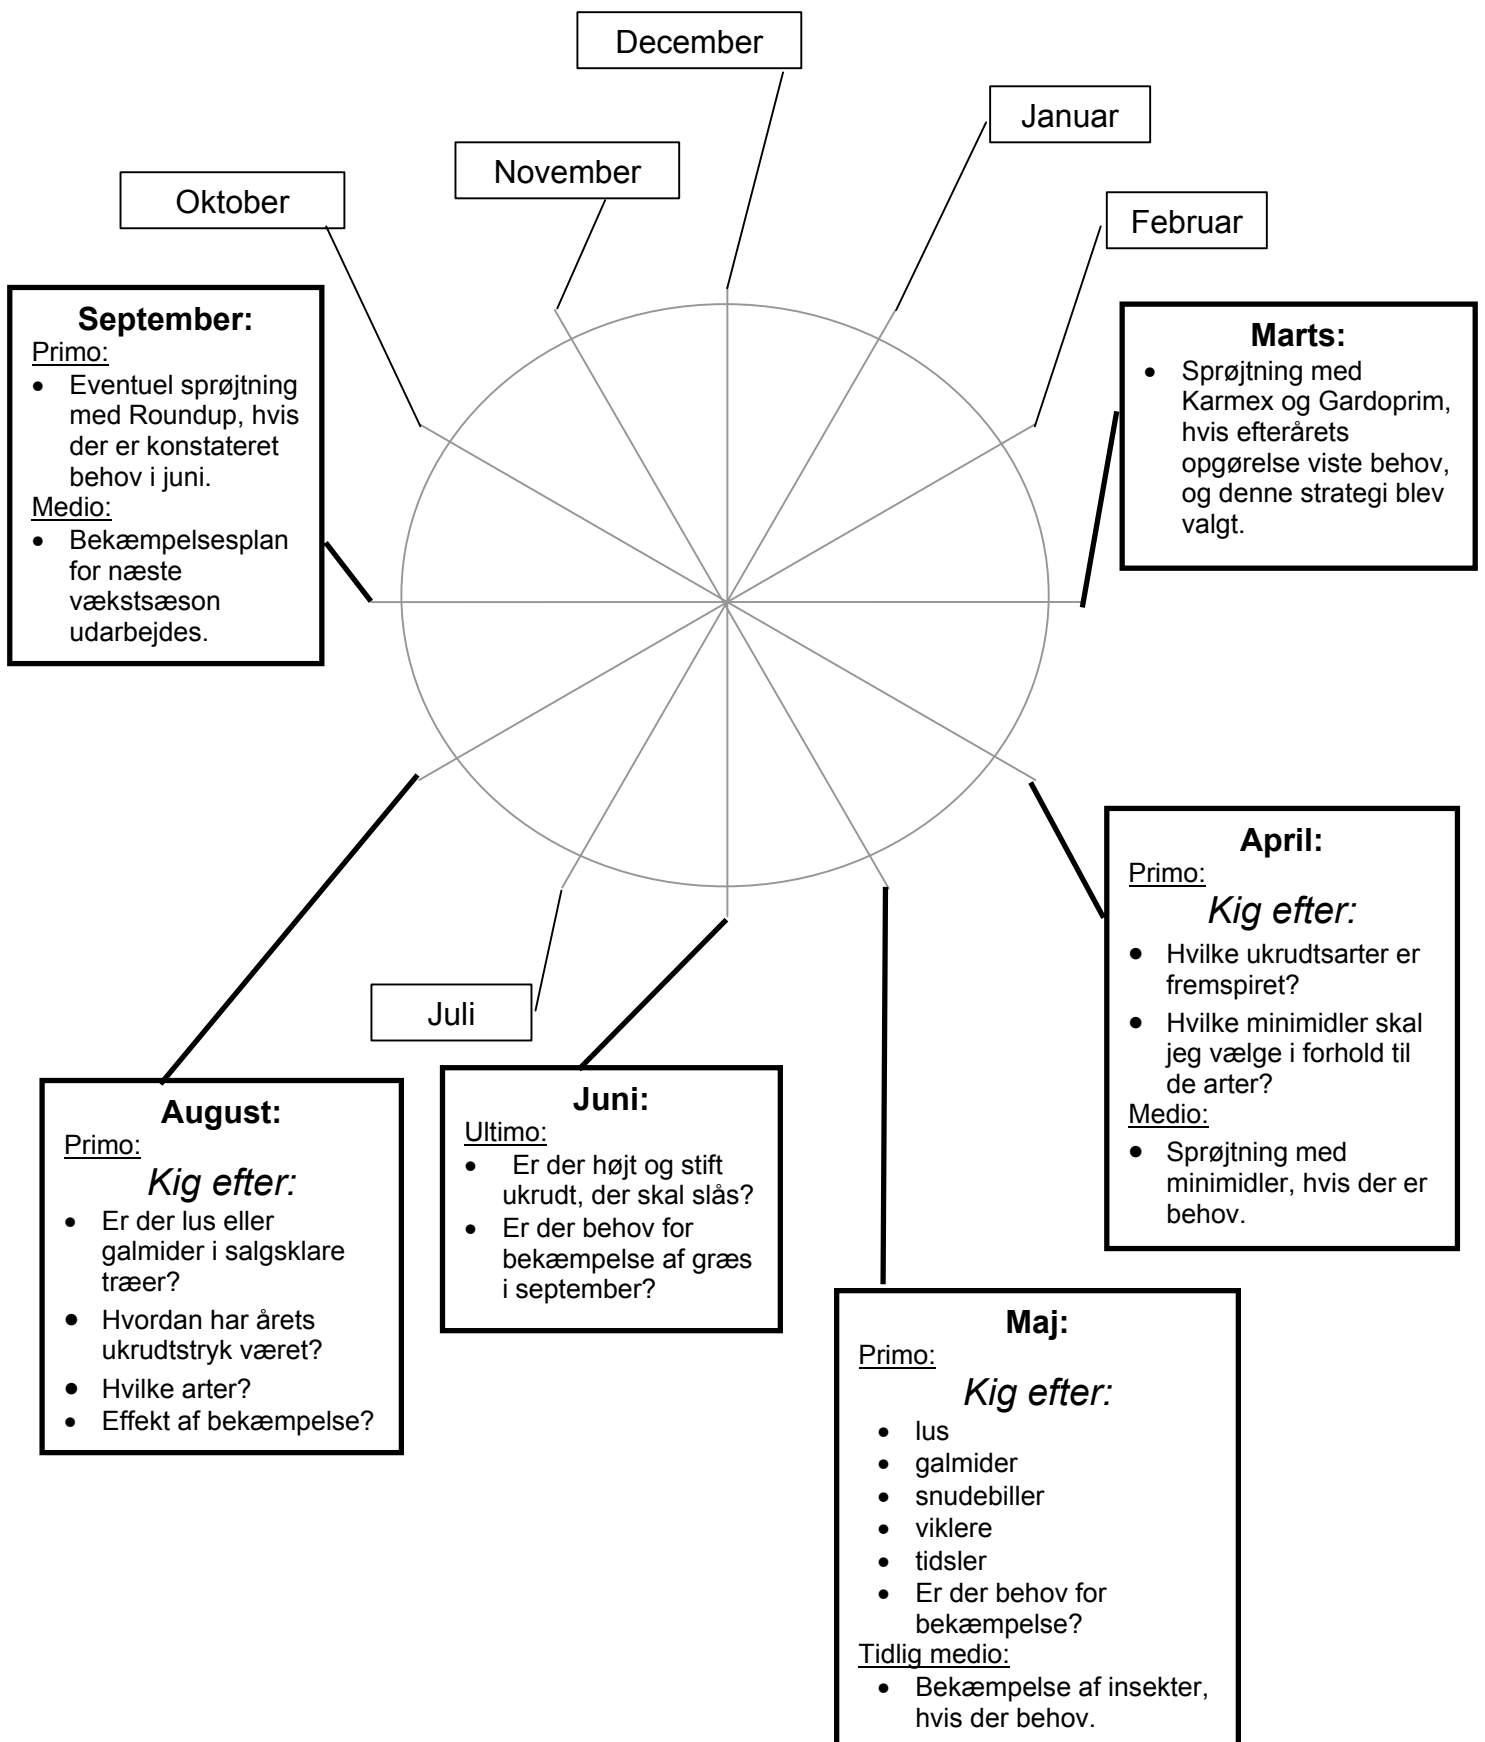 December
Januar
November
Oktober
Februar
September:
Primo:
• Eventuel sprøjtning
med Roundup, hvis
der er konstateret
behov i juni.
Medio:
• Bekæmpelsesplan
for næste
vækstsæson
udarbejdes.
Marts:
• Sprøjtning med
Karmex og Gardoprim,
hvis efterårets
opgørelse viste behov,
og denne strategi blev
valgt.
April:
Primo:
Kig efter:
• Hvilke ukrudtsarter er
fremspiret?
• Hvilke minimidler skal
jeg vælge i forhold til
de arter?
Medio:
• Sprøjtning med
minimidler, hvis der er
behov.
Juli
August:
Primo:
Kig efter:
• Er der lus eller
galmider i salgsklare
træer?
• Hvordan har årets
ukrudtstryk været?
• Hvilke arter?
• Effekt af bekæmpelse?
Juni:
Ultimo:
• Er der højt og stift
ukrudt, der skal slås?
• Er der behov for
bekæmpelse af græs
i september?
Maj:
Primo:
Kig efter:
• lus
• galmider
• snudebiller
• viklere
• tidsler
• Er der behov for
bekæmpelse?
Tidlig medio:
• Bekæmpelse af insekter,
hvis der behov.